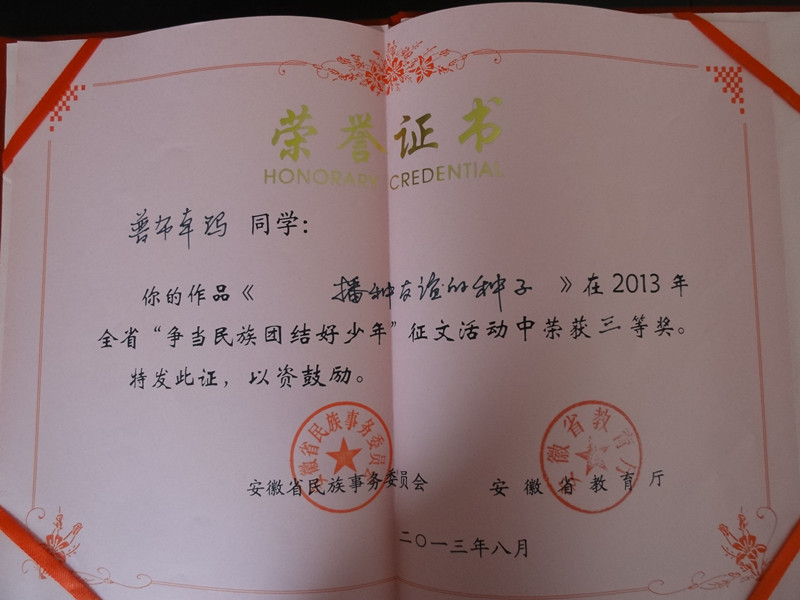 荣誉证书
HONORARY CREDENTIAL
普布卓玛 同学：
你的作品《 播种友谊的种子 》在2013年
全省“争当民族团结好少年”征文活动中荣获三等奖。
特发此证，以资鼓励。
安徽省民族事务委员会
安徽省教育厅
安徽省民族事务委员会 安徽省教育厅
二〇一三年八月